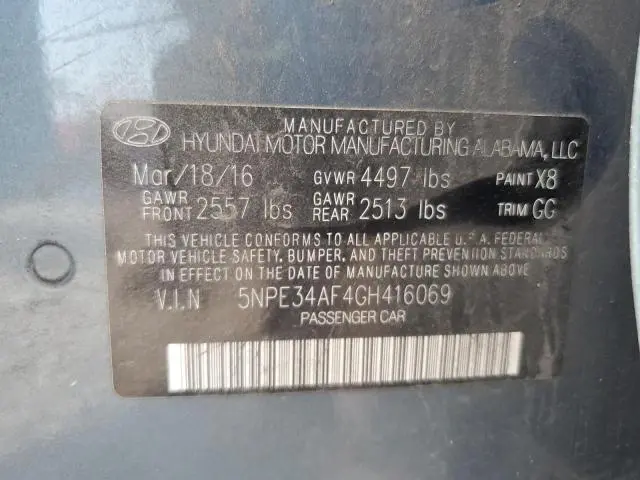 MANUFACTURED BY
HYUNDAI MOTOR MANUFACTURING ALABAMA, LLC
Mar/18/16 GVWR 4497 lbs PAINT X8
GAWR FRONT 2557 lbs GAWR REAR 2513 lbs TRIM GG
THIS VEHICLE CONFORMS TO ALL APPLICABLE U.S.A. FEDERAL
MOTOR VEHICLE SAFETY, BUMPER, AND THEFT PREVENTION STANDARDS
IN EFFECT ON THE DATE OF MANUFACTURE SHOWN ABOVE.
V.I.N 5NPE34AF4GH416069
PASSENGER CAR